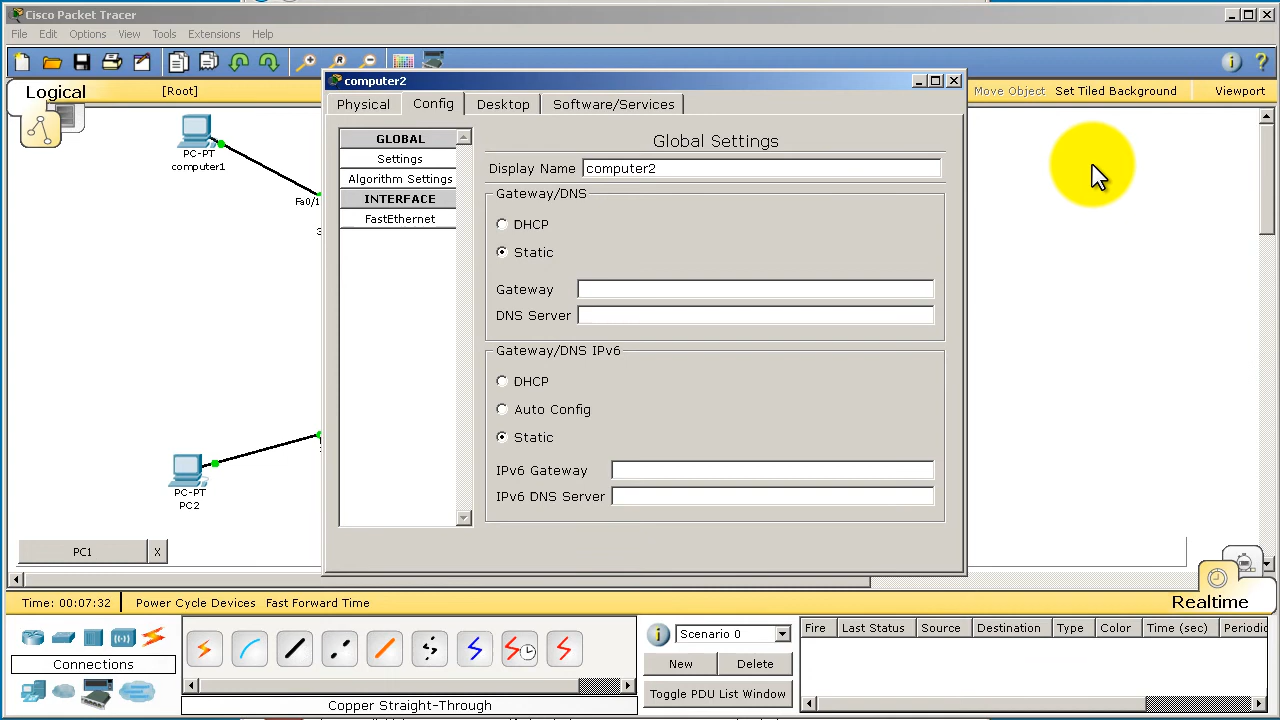 Cisco Packet Tracer
File Edit Options View Tools Extensions Help
Logical
[Root]
Move Object
Set Tiled Background
Viewport
computer2
Physical
Config
Desktop
Software/Services
GLOBAL
Settings
Algorithm Settings
INTERFACE
FastEthernet
Global Settings
Display Name computer2
Gateway/DNS
DHCP
Static
Gateway
DNS Server
Gateway/DNS IPv6
DHCP
Auto Config
Static
IPv6 Gateway
IPv6 DNS Server
PC-PT
computer1
Fa0/1
PC-PT
PC2
PC1
X
Time: 00:07:32
Power Cycle Devices Fast Forward Time
Realtime
Connections
Copper Straight-Through
Scenario 0
New
Delete
Toggle PDU List Window
Fire Last Status Source Destination Type Color Time (sec) Periodic